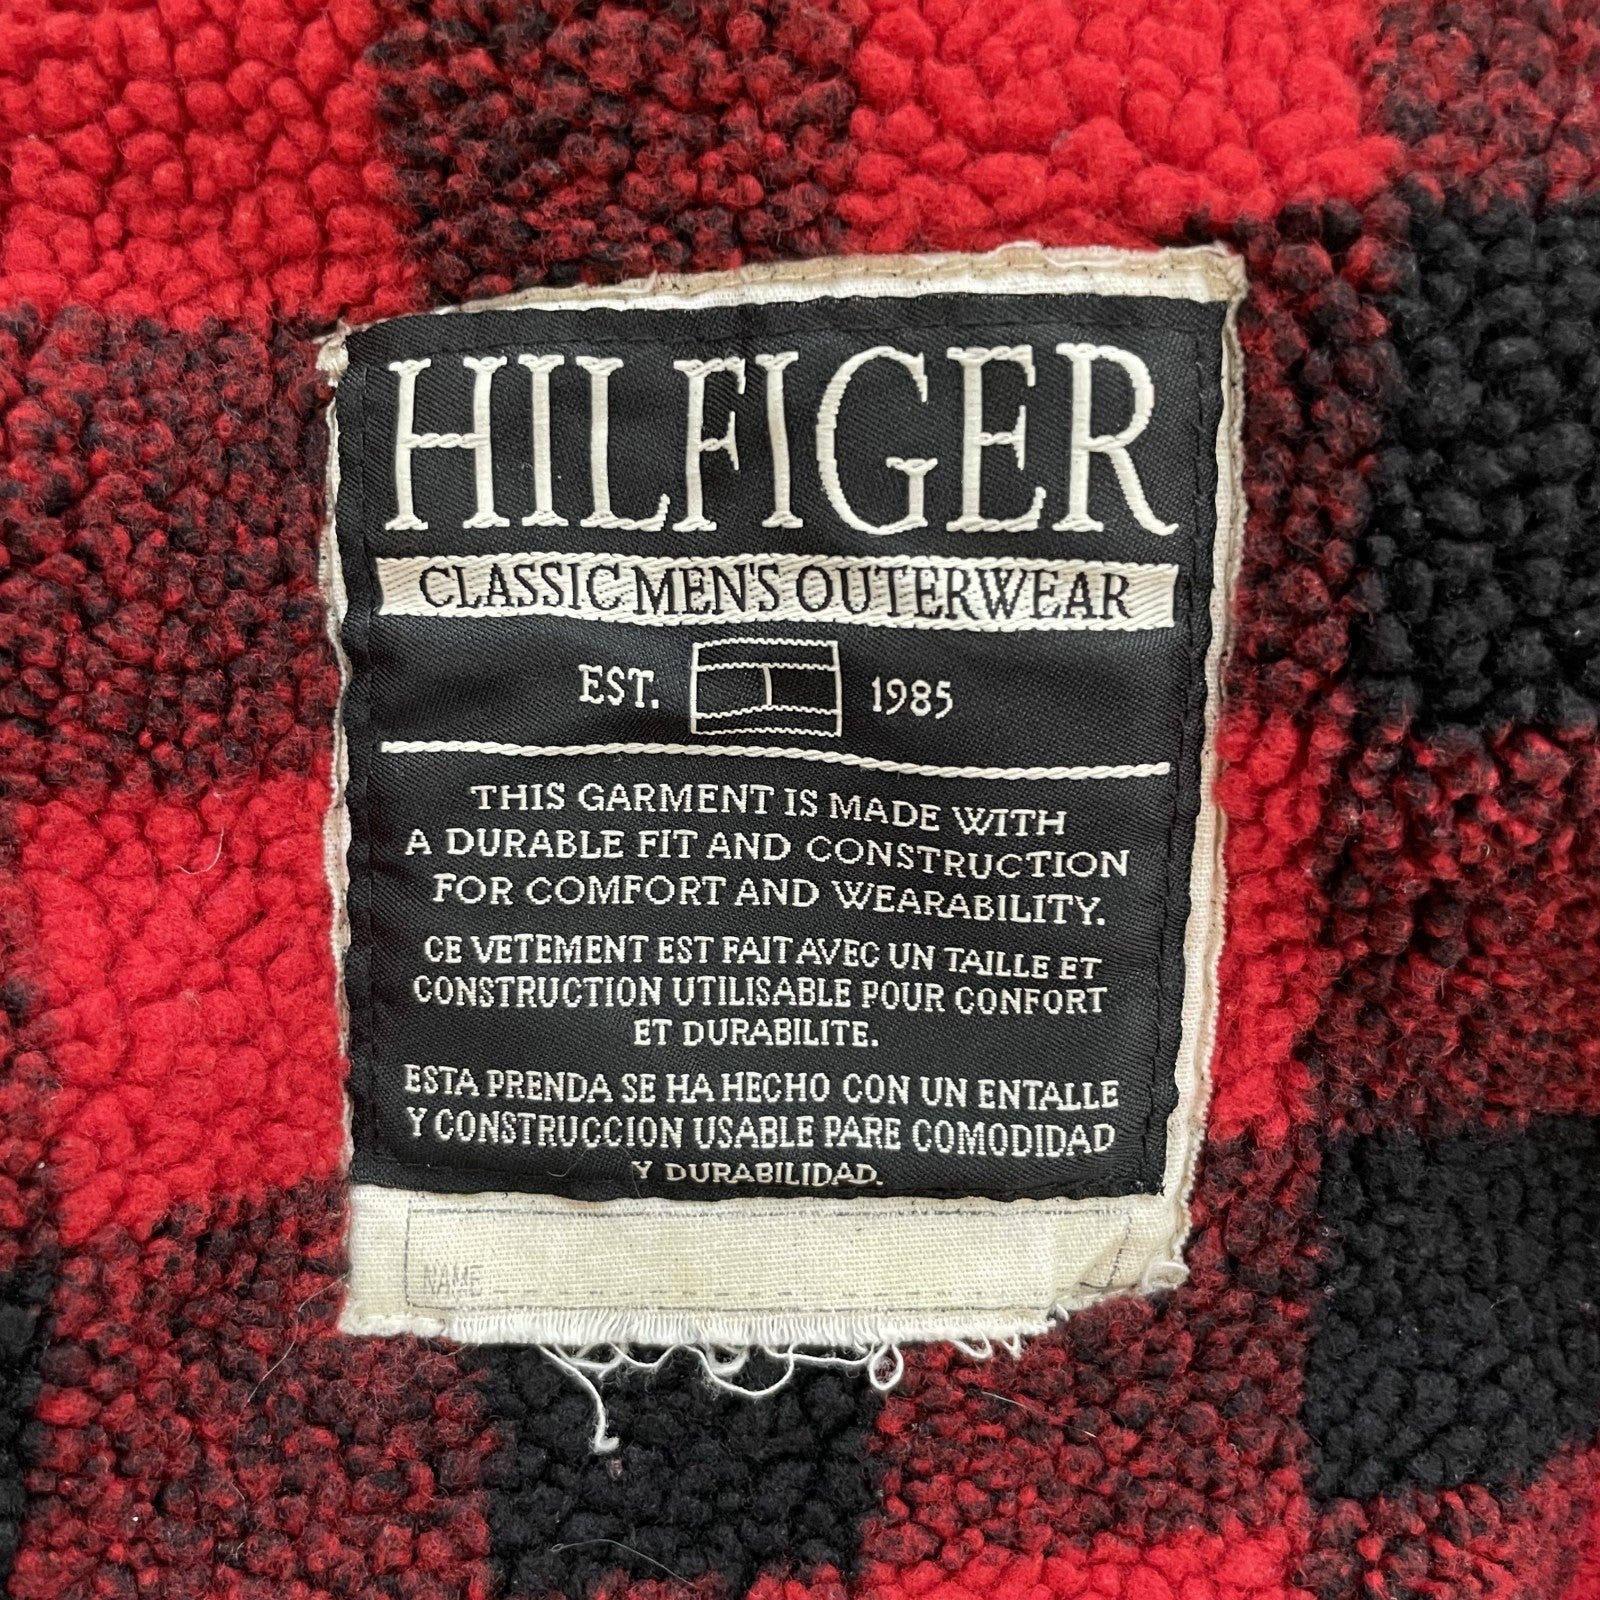 HILFIGER
CLASSIC MEN'S OUTERWEAR
EST. 1985
THIS GARMENT IS MADE WITH
A DURABLE FIT AND CONSTRUCTION
FOR COMFORT AND WEARABILITY.
CE VETEMENT EST FAIT AVEC UN TAILLE ET
CONSTRUCTION UTILISABLE POUR CONFORT
ET DURABILITE.
ESTA PRENDA SE HA HECHO CON UN ENTALLE
Y CONSTRUCCION USABLE PARE COMODIDAD
Y DURABILIDAD.
NAME